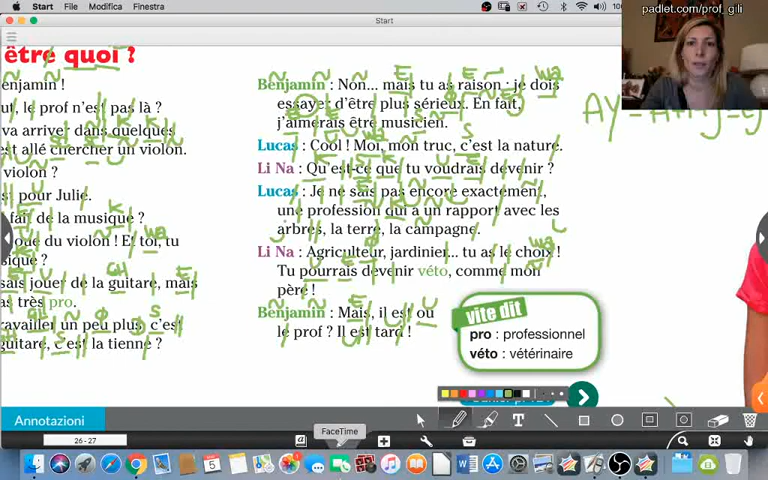 Start File Modifica Finestra
Start
padlet.com/prof_gili
être quoi ?
enjamin !
ut, le prof n'est pas là ?
va arriver dans quelques
est allé chercher un violon.
violon ?
st pour Julie.
fait de la musique ?
joue du violon ! Et toi, tu
sique ?
sais jouer de la guitare, mais
as très pro.
ravailler un peu plus, c'est
guitare, c'est la tienne ?
Benjamin : Non... mais tu as raison : je dois
essayer d'être plus sérieux. En fait,
j'aimerais être musicien.
Lucas : Cool ! Moi, mon truc, c'est la nature.
Li Na : Qu'est-ce que tu voudrais devenir ?
Lucas : Je ne sais pas encore exactement,
une profession qui a un rapport avec les
arbres, la terre, la campagne.
Li Na : Agriculteur, jardinier... tu as le choix !
Tu pourrais devenir véto, comme mon
père !
Benjamin : Mais, il est où
le prof ? Il est tard !
vite dit
pro : professionnel
véto : vétérinaire
Annotazioni
26 - 27
FaceTime